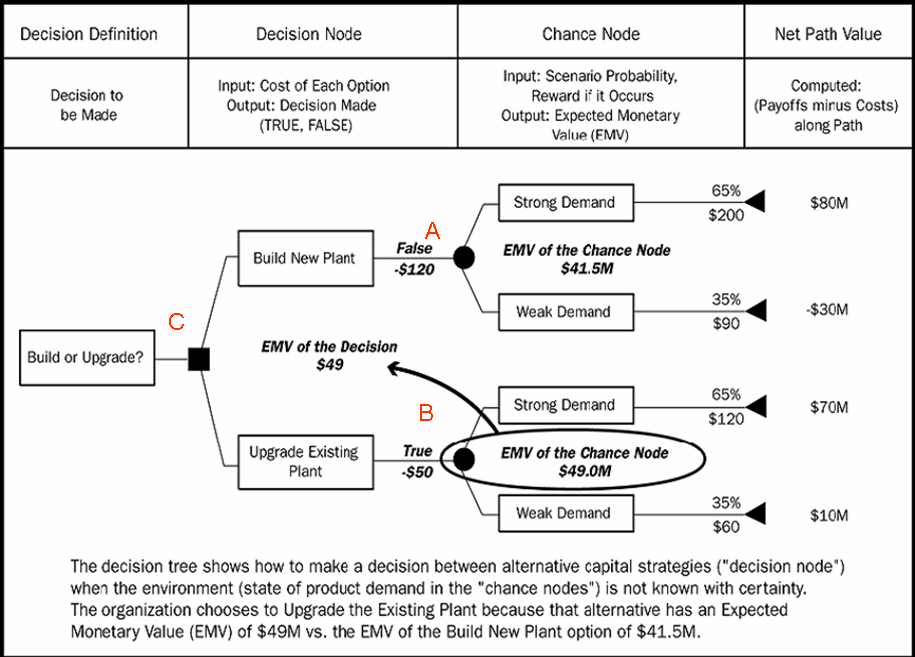 Decision Definition
Decision Node
Chance Node
Net Path Value
Decision to
be Made
Input: Cost of Each Option
Output: Decision Made
(TRUE, FALSE)
Input: Scenario Probability,
Reward if it Occurs
Output: Expected Monetary
Value (EMV)
Computed:
(Payoffs minus Costs)
along Path
Build or Upgrade?
C
Build New Plant
A
False
-$120
Strong Demand
65%
$200
$80M
EMV of the Chance Node
$41.5M
Weak Demand
35%
$90
-$30M
EMV of the Decision
$49
Upgrade Existing
Plant
B
True
-$50
Strong Demand
65%
$120
$70M
EMV of the Chance Node
$49.0M
Weak Demand
35%
$60
$10M
The decision tree shows how to make a decision between alternative capital strategies ("decision node")
when the environment (state of product demand in the "chance nodes") is not known with certainty.
The organization chooses to Upgrade the Existing Plant because that alternative has an Expected
Monetary Value (EMV) of $49M vs. the EMV of the Build New Plant option of $41.5M.